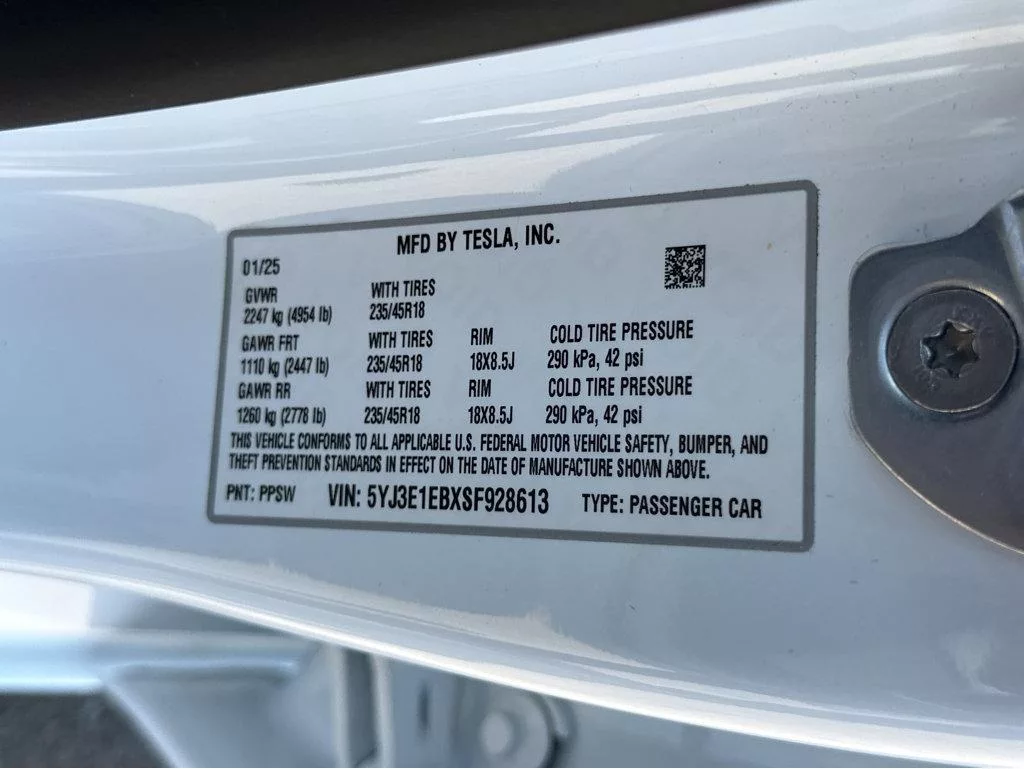 MFD BY TESLA, INC.
01/25
GVWR WITH TIRES
2247 kg (4954 lb) 235/45R18
GAWR FRT WITH TIRES RIM COLD TIRE PRESSURE
1110 kg (2447 lb) 235/45R18 18X8.5J 290 kPa, 42 psi
GAWR RR WITH TIRES RIM COLD TIRE PRESSURE
1260 kg (2778 lb) 235/45R18 18X8.5J 290 kPa, 42 psi
THIS VEHICLE CONFORMS TO ALL APPLICABLE U.S. FEDERAL MOTOR VEHICLE SAFETY, BUMPER, AND
THEFT PREVENTION STANDARDS IN EFFECT ON THE DATE OF MANUFACTURE SHOWN ABOVE.
PNT: PPSW VIN: 5YJ3E1EBXSF928613 TYPE: PASSENGER CAR